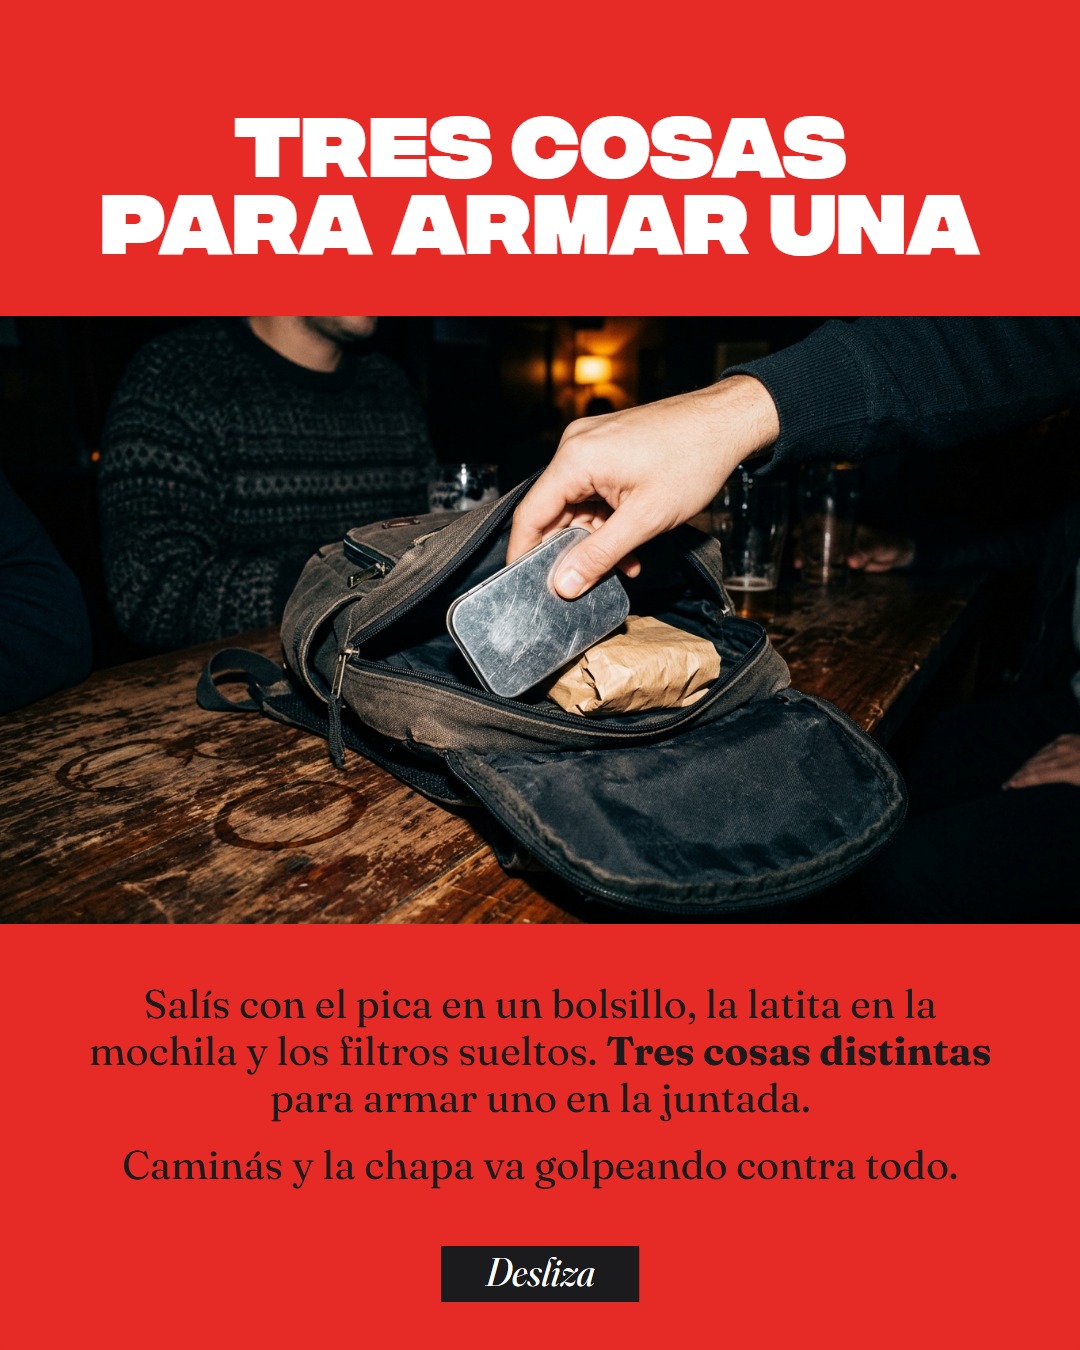 TRES COSAS
PARA ARMAR UNA
Salís con el pica en un bolsillo, la latita en la
mochila y los filtros sueltos. Tres cosas distintas
para armar uno en la juntada.
Caminás y la chapa va golpeando contra todo.
Desliza